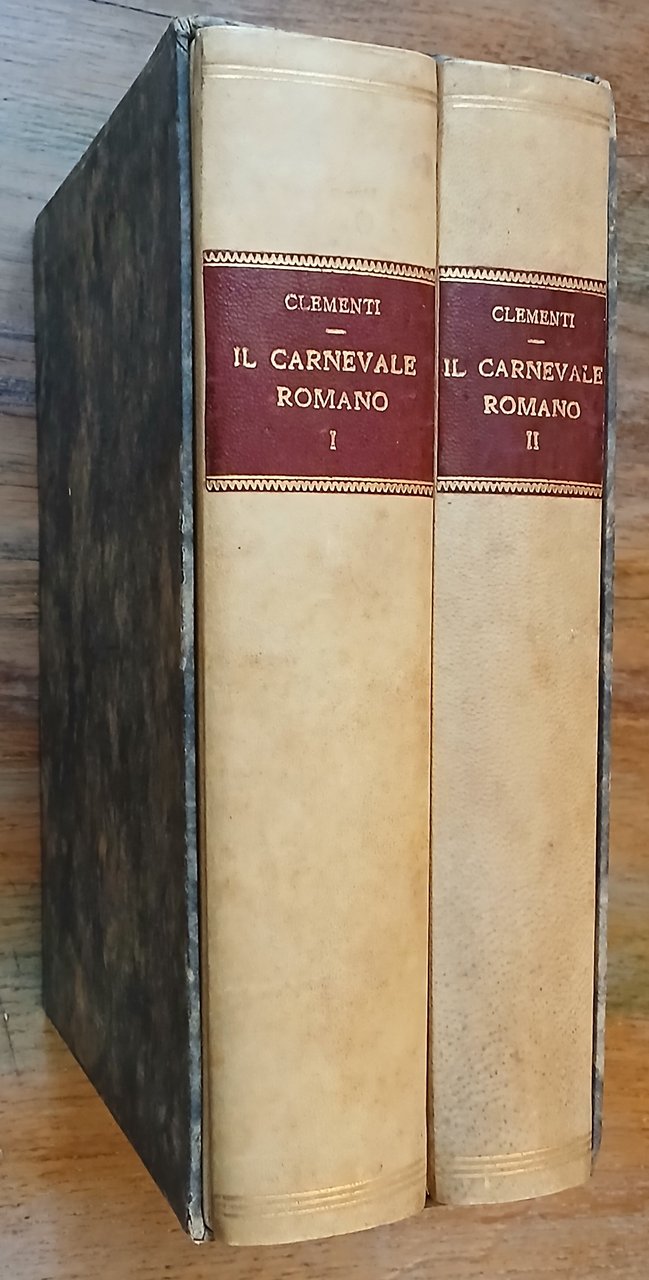 CLEMENTI
IL CARNEVALE
ROMANO
I
CLEMENTI
IL CARNEVALE
ROMANO
II